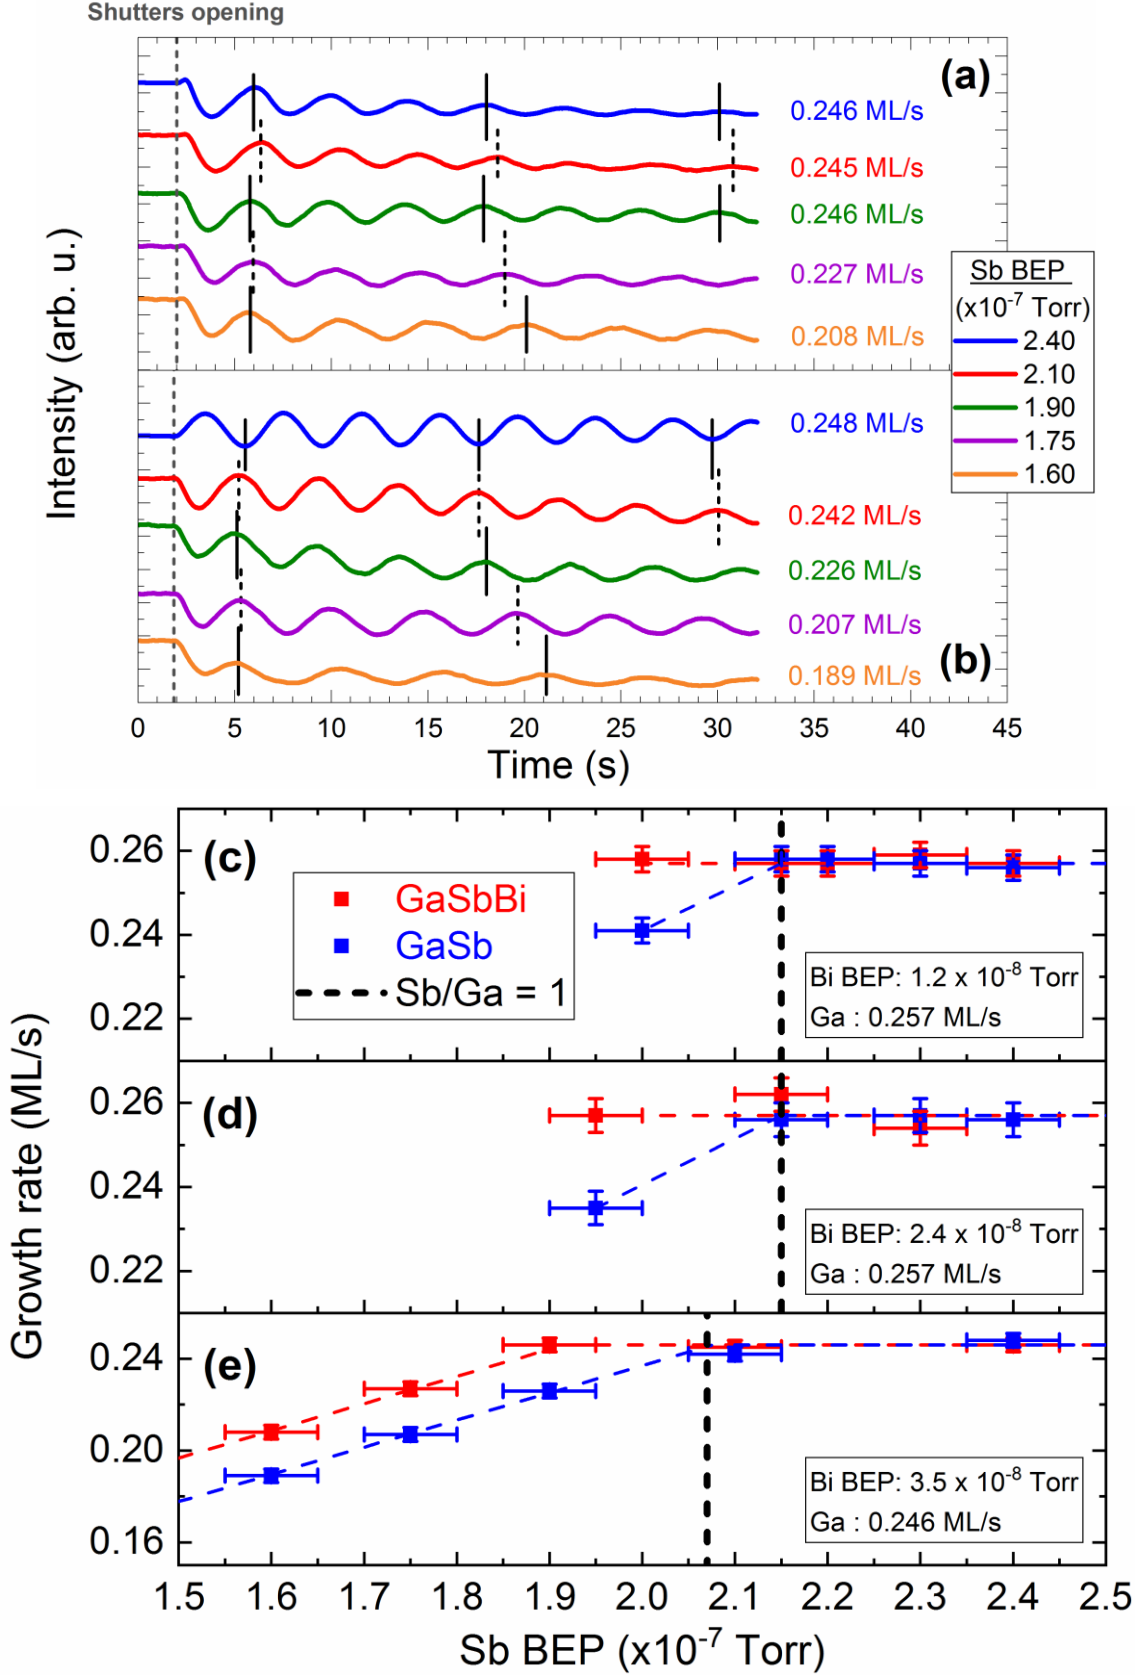 Shutters opening
(a)
0.246 ML/s
0.245 ML/s
0.246 ML/s
0.227 ML/s
0.208 ML/s
Sb BEP
(x10⁻⁷ Torr)
2.40
2.10
1.90
1.75
1.60
0.248 ML/s
0.242 ML/s
0.226 ML/s
0.207 ML/s
0.189 ML/s
(b)
Intensity (arb. u.)
0 5 10 15 20 25 30 35 40 45
Time (s)
(c)
0.26
0.24
0.22
GaSbBi
GaSb
Sb/Ga = 1
Bi BEP: 1.2 x 10⁻⁸ Torr
Ga : 0.257 ML/s
(d)
0.26
0.24
0.22
Bi BEP: 2.4 x 10⁻⁸ Torr
Ga : 0.257 ML/s
Growth rate (ML/s)
(e)
0.24
0.20
0.16
Bi BEP: 3.5 x 10⁻⁸ Torr
Ga : 0.246 ML/s
1.5 1.6 1.7 1.8 1.9 2.0 2.1 2.2 2.3 2.4 2.5
Sb BEP (x10⁻⁷ Torr)